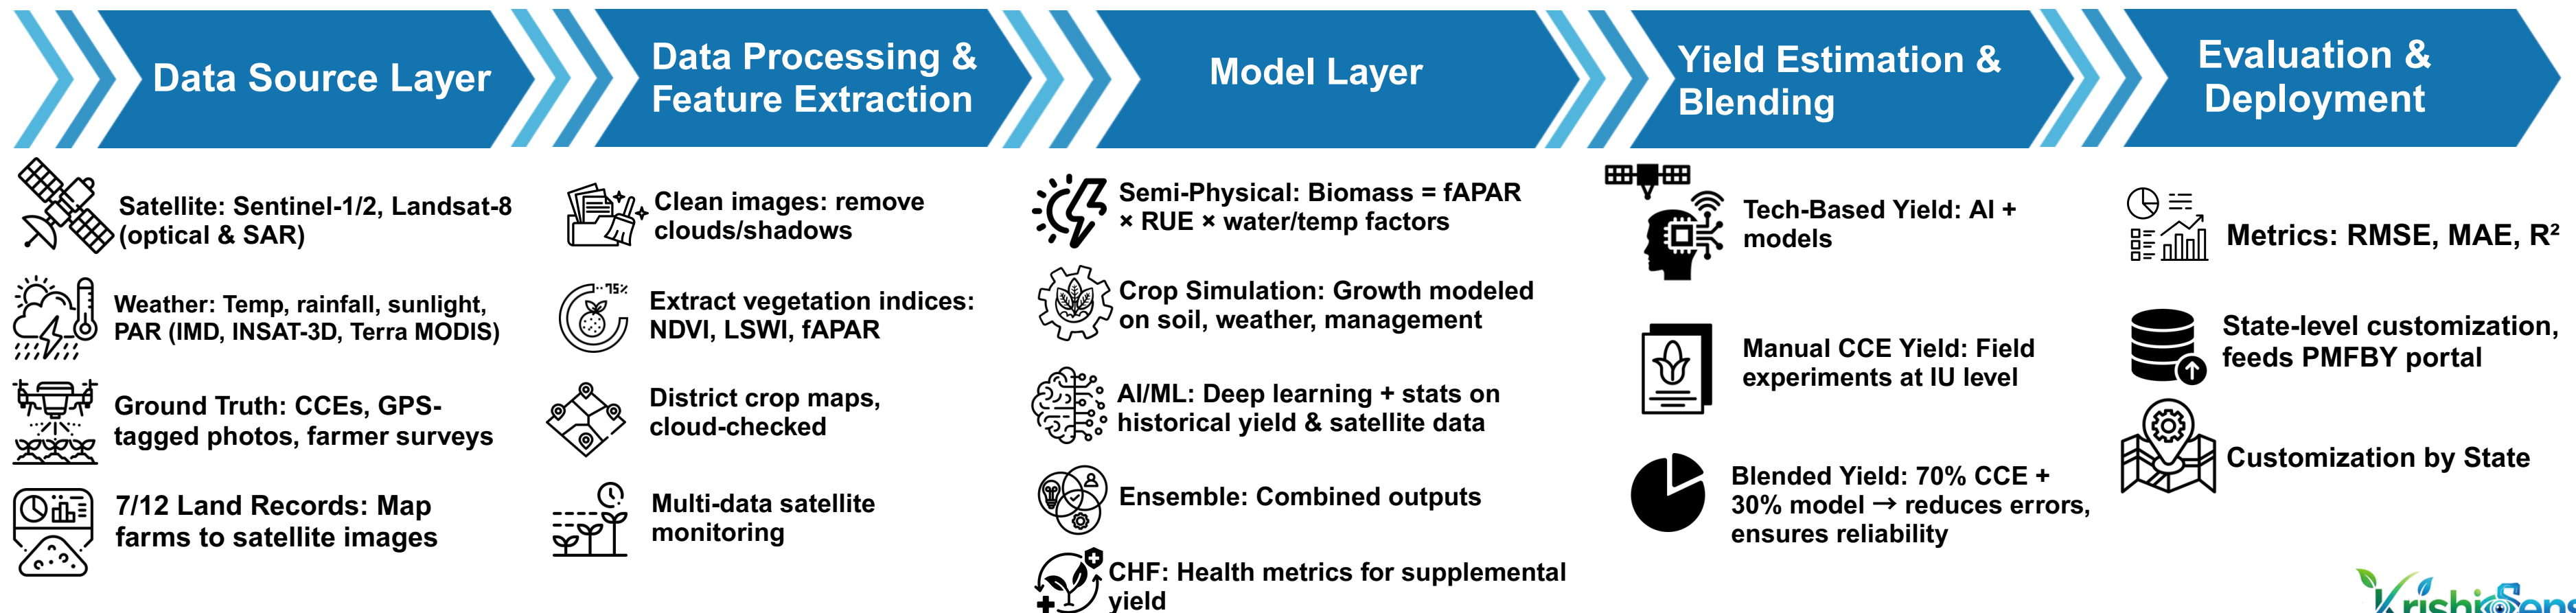 Data Source Layer
Satellite: Sentinel-1/2, Landsat-8
(optical & SAR)
Weather: Temp, rainfall, sunlight,
PAR (IMD, INSAT-3D, Terra MODIS)
Ground Truth: CCEs, GPS-
tagged photos, farmer surveys
7/12 Land Records: Map
farms to satellite images
Data Processing &
Feature Extraction
Clean images: remove
clouds/shadows
75%
Extract vegetation indices:
NDVI, LSWI, fAPAR
District crop maps,
cloud-checked
Multi-data satellite
monitoring
Model Layer
Semi-Physical: Biomass = fAPAR
× RUE × water/temp factors
Crop Simulation: Growth modeled
on soil, weather, management
AI/ML: Deep learning + stats on
historical yield & satellite data
Ensemble: Combined outputs
CHF: Health metrics for supplemental
yield
Yield Estimation &
Blending
Tech-Based Yield: AI +
models
Manual CCE Yield: Field
experiments at IU level
Blended Yield: 70% CCE +
30% model → reduces errors,
ensures reliability
Evaluation &
Deployment
Metrics: RMSE, MAE, R²
State-level customization,
feeds PMFBY portal
Customization by State
KrishiSens